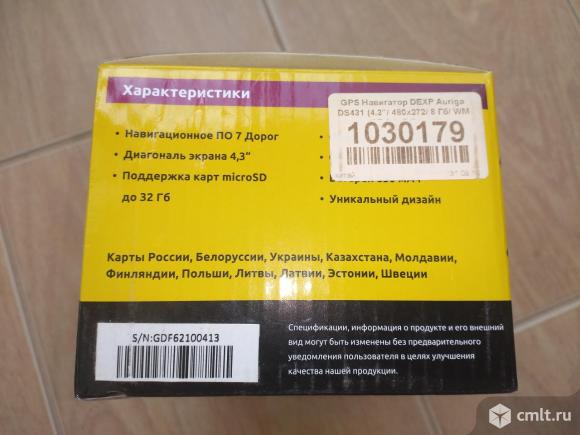 Характеристики
• Навигационное ПО 7 Дорог
• Диагональ экрана 4,3“
• Поддержка карт microSD
до 32 Гб
GPS Навигатор DEXP Auriga
DS431 (4.3"/ 480x272/ 8 Гб/ WM
1030179
• Уникальный дизайн
Карты России, Белоруссии, Украины, Казахстана, Молдавии,
Финляндии, Польши, Литвы, Латвии, Эстонии, Швеции
S/N:GDF62100413
Спецификации, информация о продукте и его внешний
вид могут быть изменены без предварительного
уведомления пользователя в целях улучшения
качества нашей продукции.
cmlt.ru